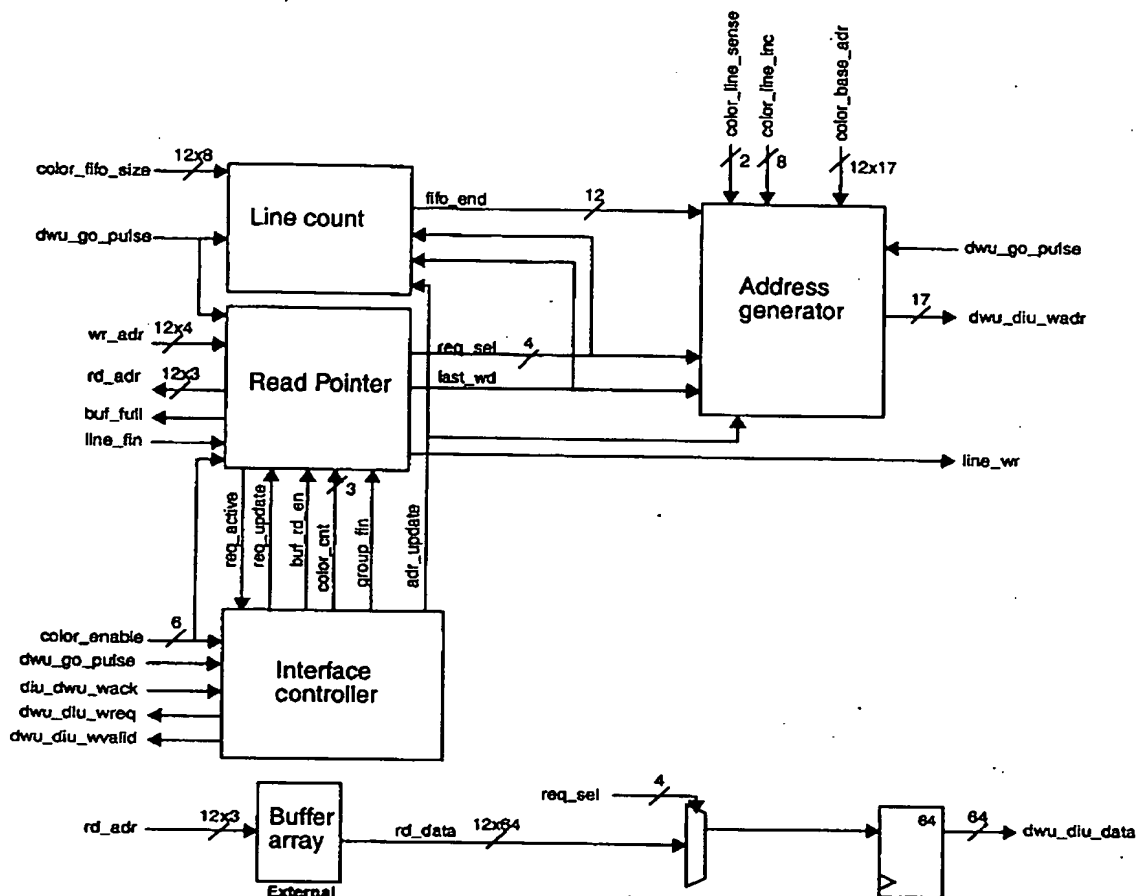 color_line_sense
color_line_inc
color_base_adr
2
8
12x17
color_fifo_size
12x8
Line count
fifo_end
12
dwu_go_pulse
Address
generator
dwu_go_pulse
17
dwu_diu_wadr
wr_adr
12x4
rd_adr
12x3
buf_full
line_fin
Read Pointer
req_sel
4
last_wd
line_wr
req_active
req_update
buf_rd_en
color_cnt
3
group_fin
adr_update
color_enable
6
dwu_go_pulse
diu_dwu_wack
dwu_diu_wreq
dwu_diu_wvalid
Interface
controller
rd_adr
12x3
Buffer
array
External
rd_data
12x64
req_sel
4
64
64
dwu_diu_data